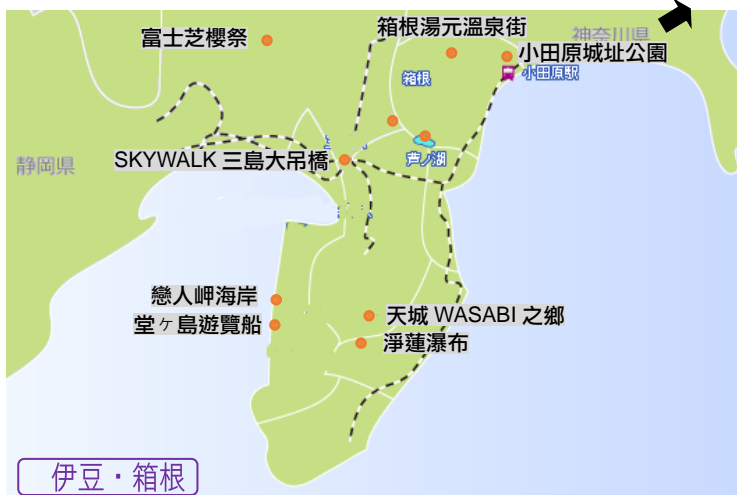 神奈川県
箱根湯元溫泉街
富士芝櫻祭
小田原城址公園
小田原駅
箱根
芦ノ湖
SKYWALK 三島大吊橋
静岡県
戀人岬海岸
堂ヶ島遊覽船
天城 WASABI 之鄉
淨蓮瀑布
伊豆・箱根